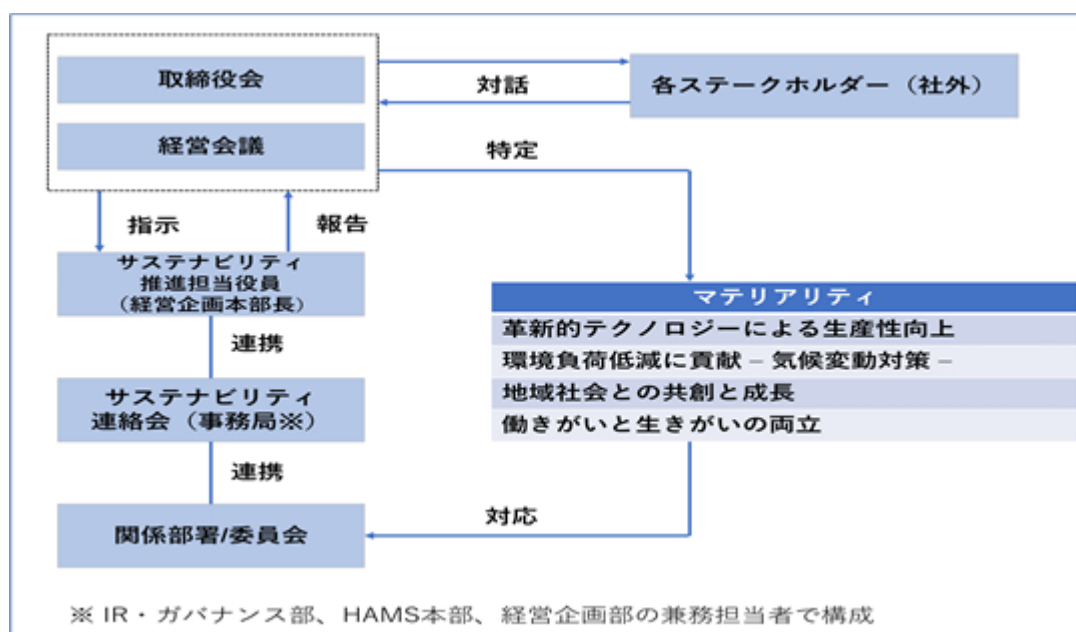 取締役会
対話
各ステークホルダー（社外）
経営会議
特定
指示
報告
サステナビリティ
推進担当役員
（経営企画本部長）
マテリアリティ
革新的テクノロジーによる生産性向上
環境負荷低減に貢献 – 気候変動対策 –
地域社会との共創と成長
働きがいと生きがいの両立
連携
サステナビリティ
連絡会（事務局※）
連携
対応
関係部署/委員会
※ IR・ガバナンス部、HAMS本部、経営企画部の兼務担当者で構成